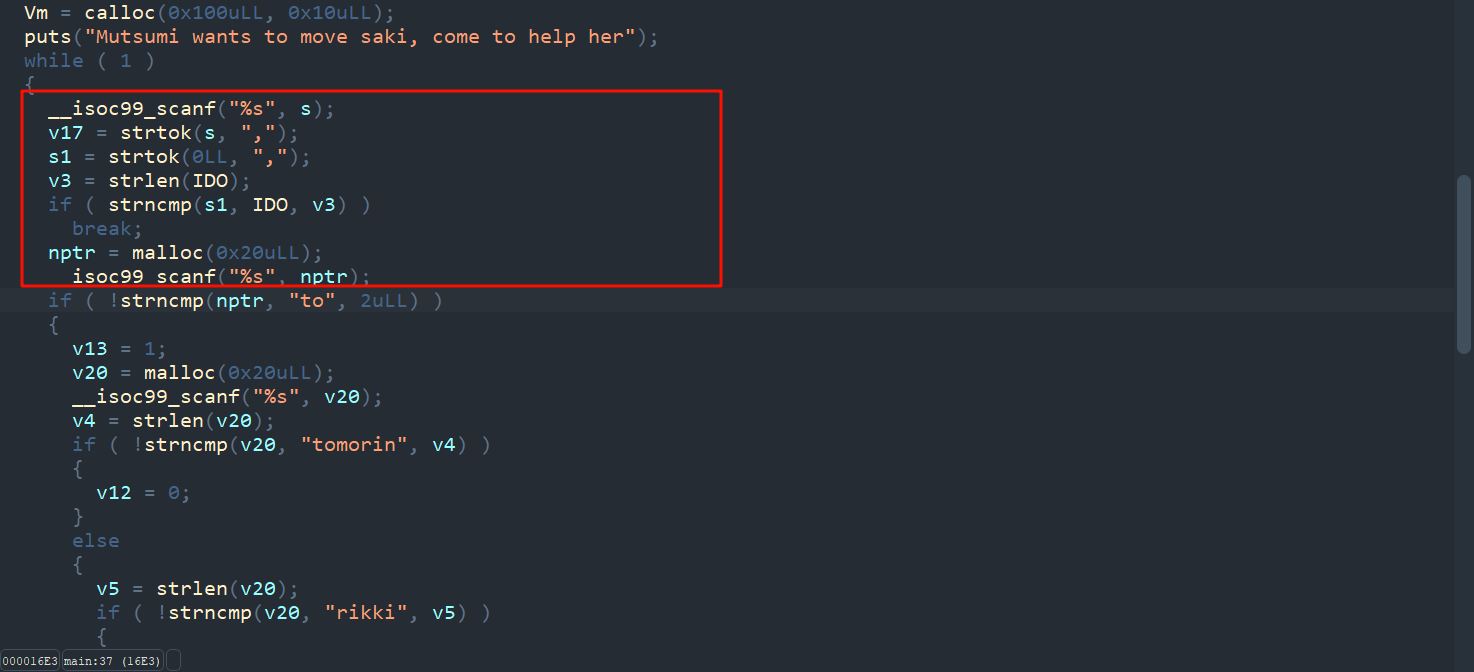 Vm = calloc(0x100uLL, 0x10uLL);
puts("Mutsumi wants to move saki, come to help her");
while ( 1 )
{
__isoc99_scanf("%s", s);
v17 = strtok(s, ",");
s1 = strtok(0LL, ",");
v3 = strlen(IDO);
if ( strncmp(s1, IDO, v3) )
break;
nptr = malloc(0x20uLL);
__isoc99_scanf("%s", nptr);
if ( !strncmp(nptr, "to", 2uLL) )
{
v13 = 1;
v20 = malloc(0x20uLL);
__isoc99_scanf("%s", v20);
v4 = strlen(v20);
if ( !strncmp(v20, "tomorin", v4) )
{
v12 = 0;
}
else
{
v5 = strlen(v20);
if ( !strncmp(v20, "rikki", v5) )
{
000016E3 main:37 (16E3)